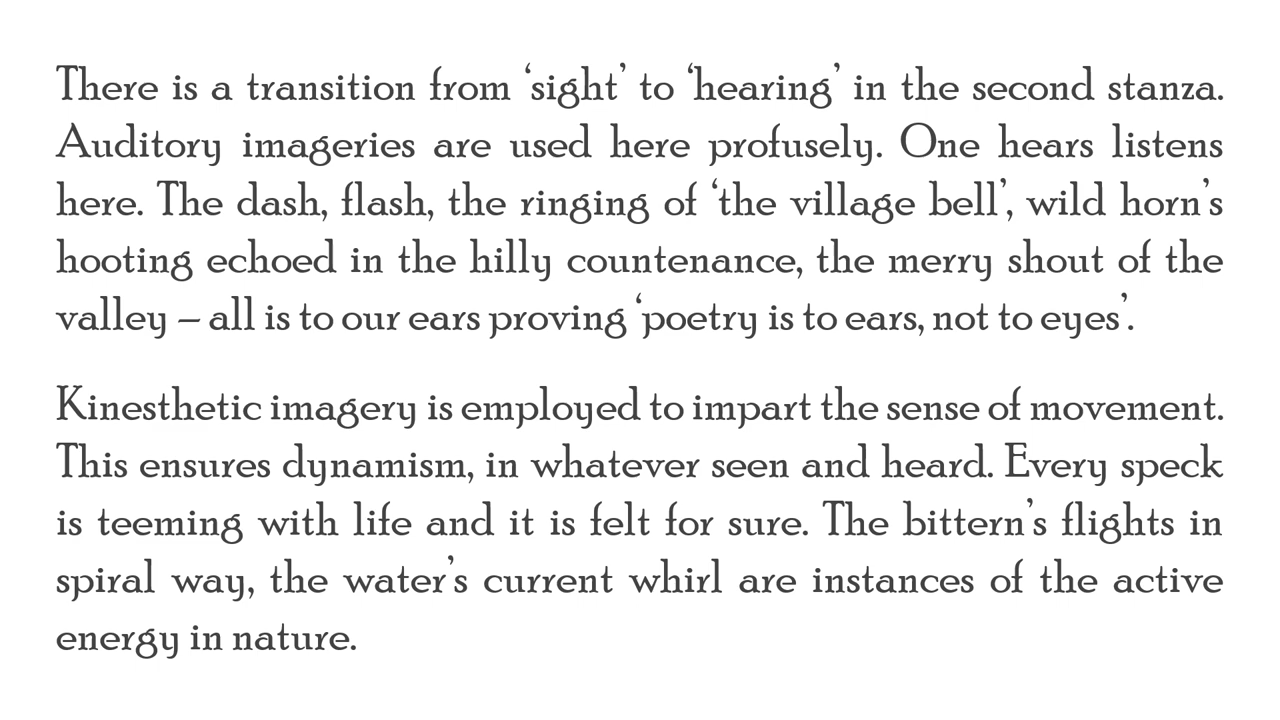 There is a transition from ‘sight’ to ‘hearing’ in the second stanza.
Auditory imageries are used here profusely. One hears listens
here. The dash, flash, the ringing of ‘the village bell’, wild horn’s
hooting echoed in the hilly countenance, the merry shout of the
valley – all is to our ears proving ‘poetry is to ears, not to eyes’.
Kinesthetic imagery is employed to impart the sense of movement.
This ensures dynamism, in whatever seen and heard. Every speck
is teeming with life and it is felt for sure. The bittern’s flights in
spiral way, the water’s current whirl are instances of the active
energy in nature.